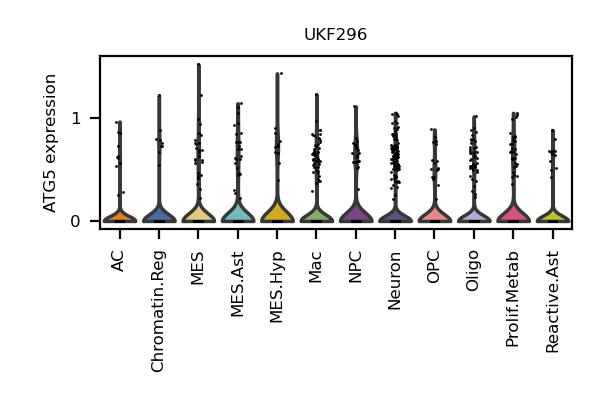 UKF296
ATG5 expression
1
0
AC
Chromatin.Reg
MES
MES.Ast
MES.Hyp
Mac
NPC
Neuron
OPC
Oligo
Prolif.Metab
Reactive.Ast